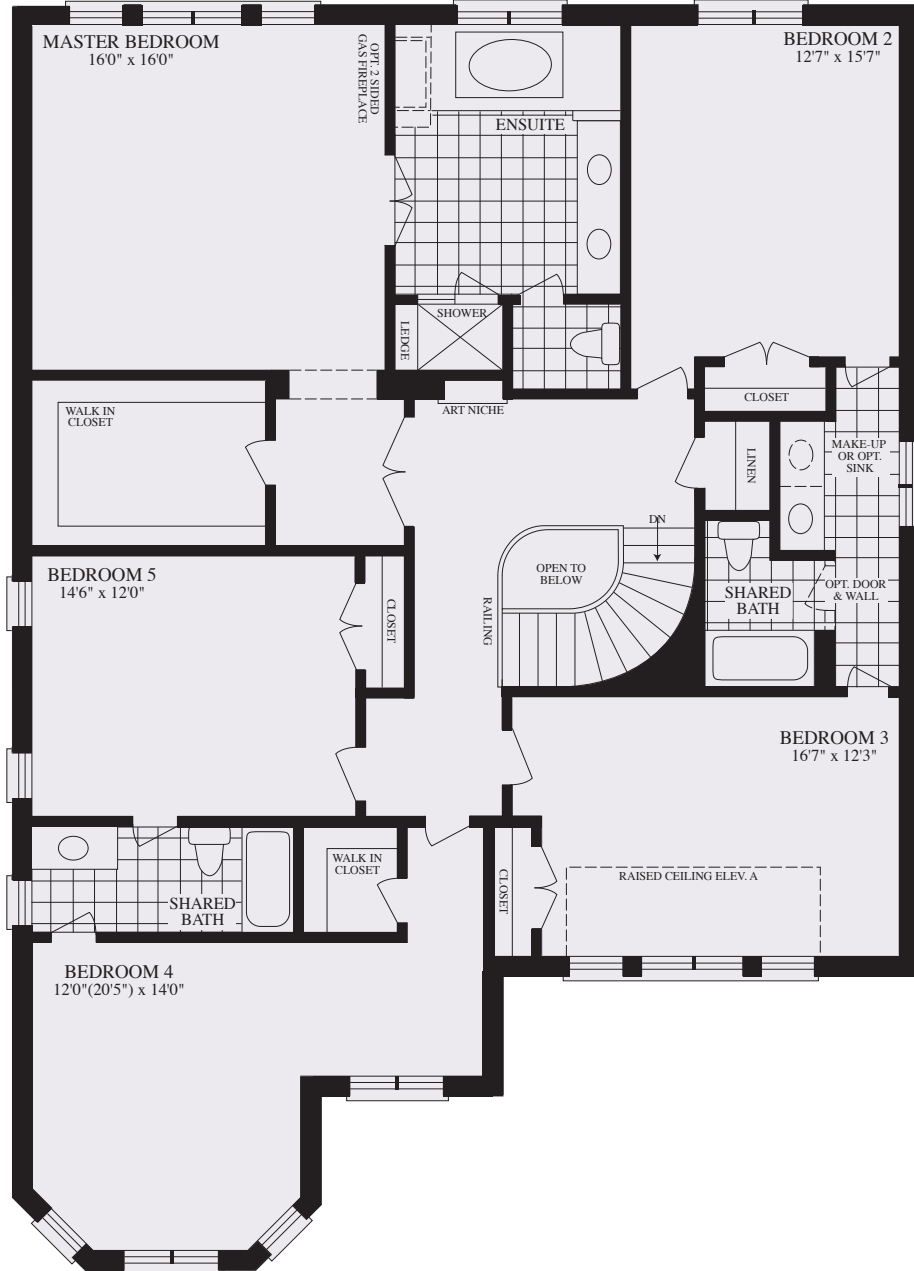 MASTER BEDROOM
16'0" x 16'0"
OPT. 2 SIDED
GAS FIREPLACE
ENSUITE
BEDROOM 2
12'7" x 15'7"
LEDGE
SHOWER
ART NICHE
CLOSET
WALK IN
CLOSET
LINEN
MAKE-UP
OR OPT.
SINK
DN
OPEN TO
BELOW
RAILING
BEDROOM 5
14'6" x 12'0"
CLOSET
SHARED
BATH
OPT. DOOR
& WALL
BEDROOM 3
16'7" x 12'3"
WALK IN
CLOSET
CLOSET
RAISED CEILING ELEV. A
SHARED
BATH
BEDROOM 4
12'0"(20'5") x 14'0"